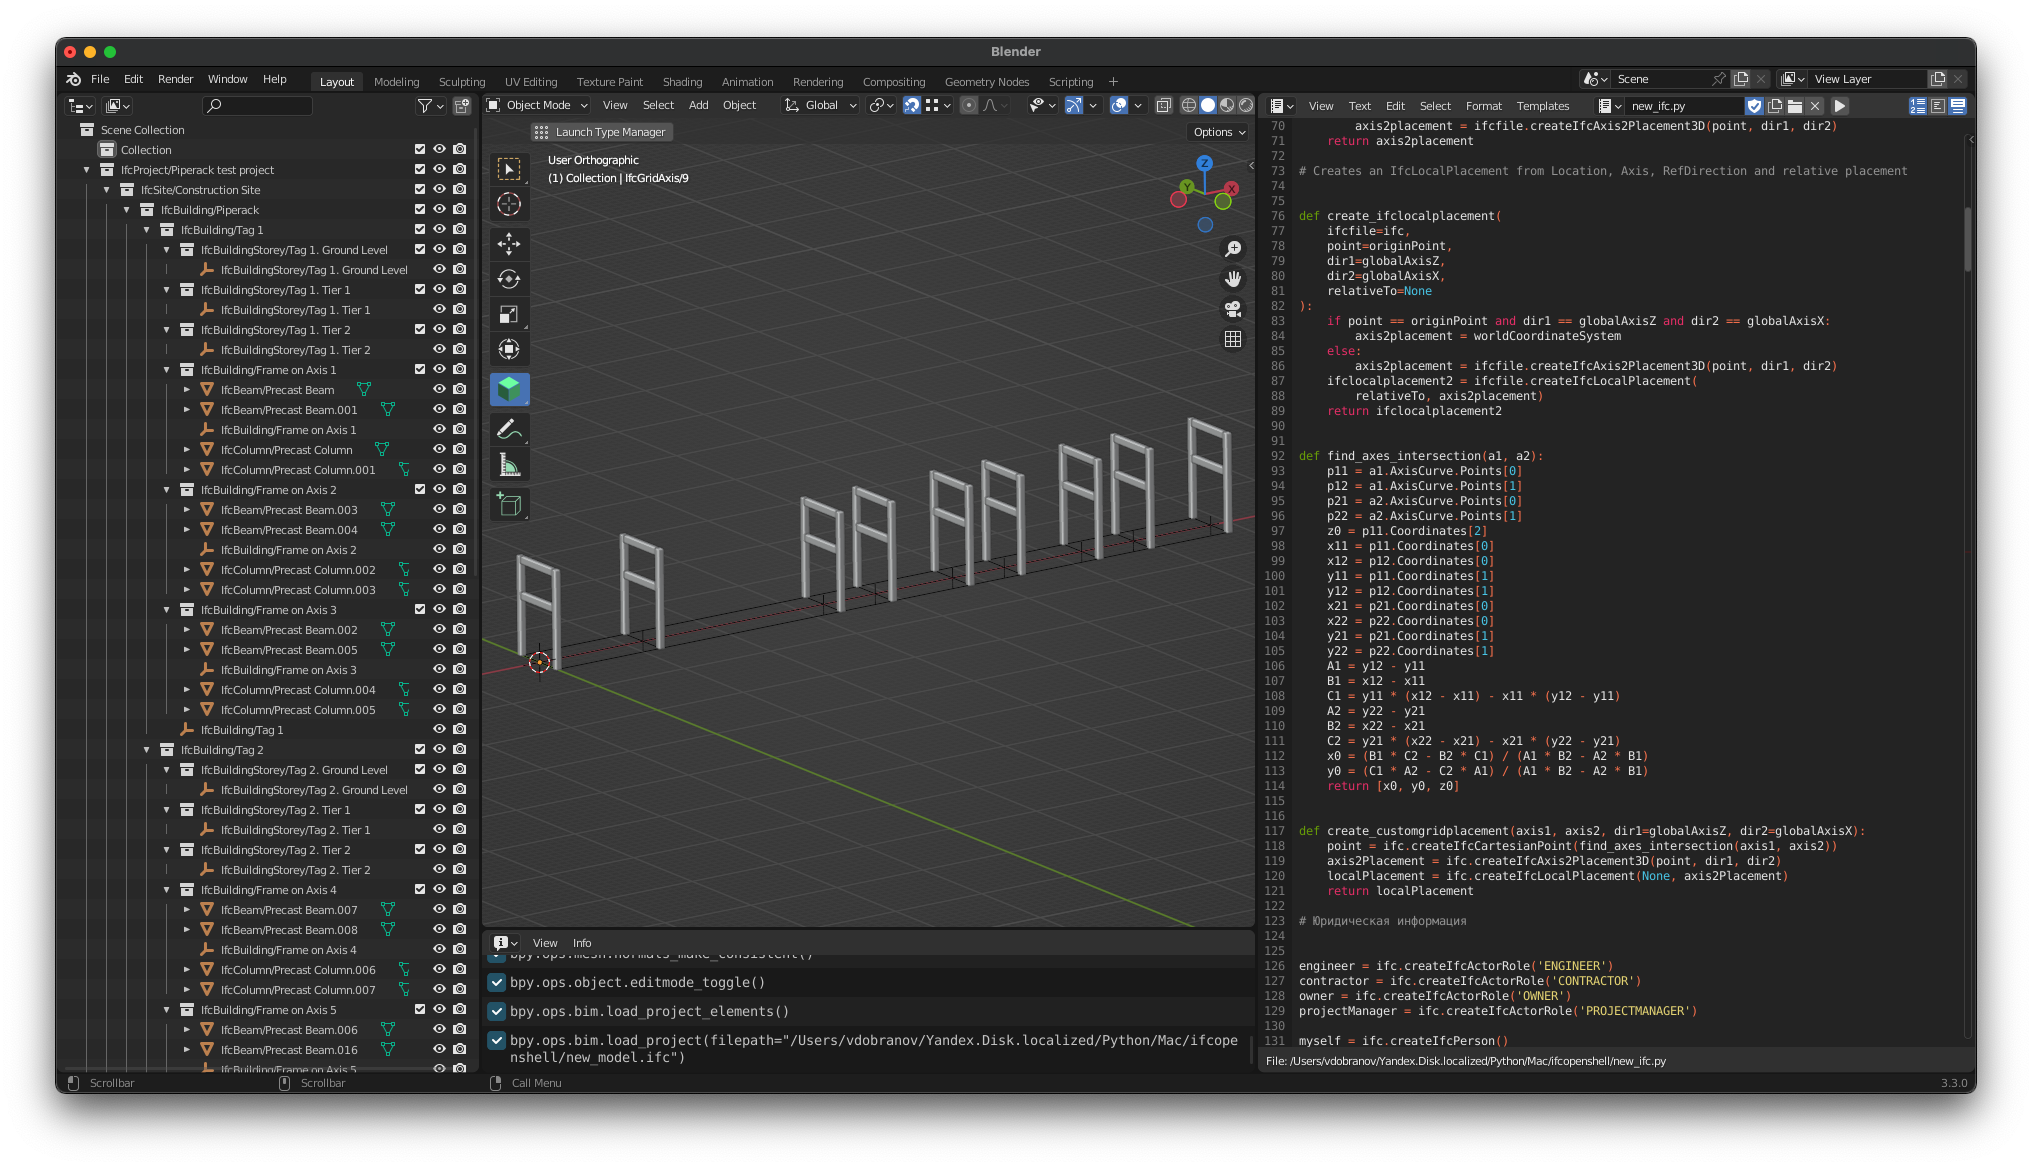 Blender
File Edit Render Window Help Layout Modeling Sculpting UV Editing Texture Paint Shading Animation Rendering Compositing Geometry Nodes Scripting + Scene View Layer
Scene Collection
Collection
IfcProject/Piperack test project
IfcSite/Construction Site
IfcBuilding/Piperack
IfcBuilding/Tag 1
IfcBuildingStorey/Tag 1. Ground Level
IfcBuildingStorey/Tag 1. Ground Level
IfcBuildingStorey/Tag 1. Tier 1
IfcBuildingStorey/Tag 1. Tier 1
IfcBuildingStorey/Tag 1. Tier 2
IfcBuildingStorey/Tag 1. Tier 2
IfcBuilding/Frame on Axis 1
IfcBeam/Precast Beam
IfcBeam/Precast Beam.001
IfcBuilding/Frame on Axis 1
IfcColumn/Precast Column
IfcColumn/Precast Column.001
IfcBuilding/Frame on Axis 2
IfcBeam/Precast Beam.003
IfcBeam/Precast Beam.004
IfcBuilding/Frame on Axis 2
IfcColumn/Precast Column.002
IfcColumn/Precast Column.003
IfcBuilding/Frame on Axis 3
IfcBeam/Precast Beam.002
IfcBeam/Precast Beam.005
IfcBuilding/Frame on Axis 3
IfcColumn/Precast Column.004
IfcColumn/Precast Column.005
IfcBuilding/Tag 1
IfcBuilding/Tag 2
IfcBuildingStorey/Tag 2. Ground Level
IfcBuildingStorey/Tag 2. Ground Level
IfcBuildingStorey/Tag 2. Tier 1
IfcBuildingStorey/Tag 2. Tier 1
IfcBuildingStorey/Tag 2. Tier 2
IfcBuildingStorey/Tag 2. Tier 2
IfcBuilding/Frame on Axis 4
IfcBeam/Precast Beam.007
IfcBeam/Precast Beam.008
IfcBuilding/Frame on Axis 4
IfcColumn/Precast Column.006
IfcColumn/Precast Column.007
IfcBuilding/Frame on Axis 5
IfcBeam/Precast Beam.006
IfcBeam/Precast Beam.016
IfcBuilding/Frame on Axis 5
Object Mode View Select Add Object Global
Launch Type Manager Options
User Orthographic
(1) Collection | IfcGridAxis/9
Z
Y
X
View Info
bpy.ops.mesh.normals_make_consistent()
bpy.ops.object.editmode_toggle()
bpy.ops.bim.load_project_elements()
bpy.ops.bim.load_project(filepath="/Users/vdobranov/Yandex.Disk.localized/Python/Mac/ifcope
nshell/new_model.ifc")
View Text Edit Select Format Templates new_ifc.py
70 axis2placement = ifcfile.createIfcAxis2Placement3D(point, dir1, dir2)
71 return axis2placement
72
73 # Creates an IfcLocalPlacement from Location, Axis, RefDirection and relative placement
74
75
76 def create_ifclocalplacement(
77 ifcfile=ifc,
78 point=originPoint,
79 dir1=globalAxisZ,
80 dir2=globalAxisX,
81 relativeTo=None
82 ):
83 if point == originPoint and dir1 == globalAxisZ and dir2 == globalAxisX:
84 axis2placement = worldCoordinateSystem
85 else:
86 axis2placement = ifcfile.createIfcAxis2Placement3D(point, dir1, dir2)
87 ifclocalplacement2 = ifcfile.createIfcLocalPlacement(
88 relativeTo, axis2placement)
89 return ifclocalplacement2
90
91
92 def find_axes_intersection(a1, a2):
93 p11 = a1.AxisCurve.Points[0]
94 p12 = a1.AxisCurve.Points[1]
95 p21 = a2.AxisCurve.Points[0]
96 p22 = a2.AxisCurve.Points[1]
97 z0 = p11.Coordinates[2]
98 x11 = p11.Coordinates[0]
99 x12 = p12.Coordinates[0]
100 y11 = p11.Coordinates[1]
101 y12 = p12.Coordinates[1]
102 x21 = p21.Coordinates[0]
103 x22 = p22.Coordinates[0]
104 y21 = p21.Coordinates[1]
105 y22 = p22.Coordinates[1]
106 A1 = y12 - y11
107 B1 = x12 - x11
108 C1 = y11 * (x12 - x11) - x11 * (y12 - y11)
109 A2 = y22 - y21
110 B2 = x22 - x21
111 C2 = y21 * (x22 - x21) - x21 * (y22 - y21)
112 x0 = (B1 * C2 - B2 * C1) / (A1 * B2 - A2 * B1)
113 y0 = (C1 * A2 - C2 * A1) / (A1 * B2 - A2 * B1)
114 return [x0, y0, z0]
115
116
117 def create_customgridplacement(axis1, axis2, dir1=globalAxisZ, dir2=globalAxisX):
118 point = ifc.createIfcCartesianPoint(find_axes_intersection(axis1, axis2))
119 axis2Placement = ifc.createIfcAxis2Placement3D(point, dir1, dir2)
120 localPlacement = ifc.createIfcLocalPlacement(None, axis2Placement)
121 return localPlacement
122
123 # Юридическая информация
124
125
126 engineer = ifc.createIfcActorRole('ENGINEER')
127 contractor = ifc.createIfcActorRole('CONTRACTOR')
128 owner = ifc.createIfcActorRole('OWNER')
129 projectManager = ifc.createIfcActorRole('PROJECTMANAGER')
130
131 myself = ifc.createIfcPerson()
File: /Users/vdobranov/Yandex.Disk.localized/Python/Mac/ifcopenshell/new_ifc.py
Scrollbar Scrollbar Call Menu 3.3.0